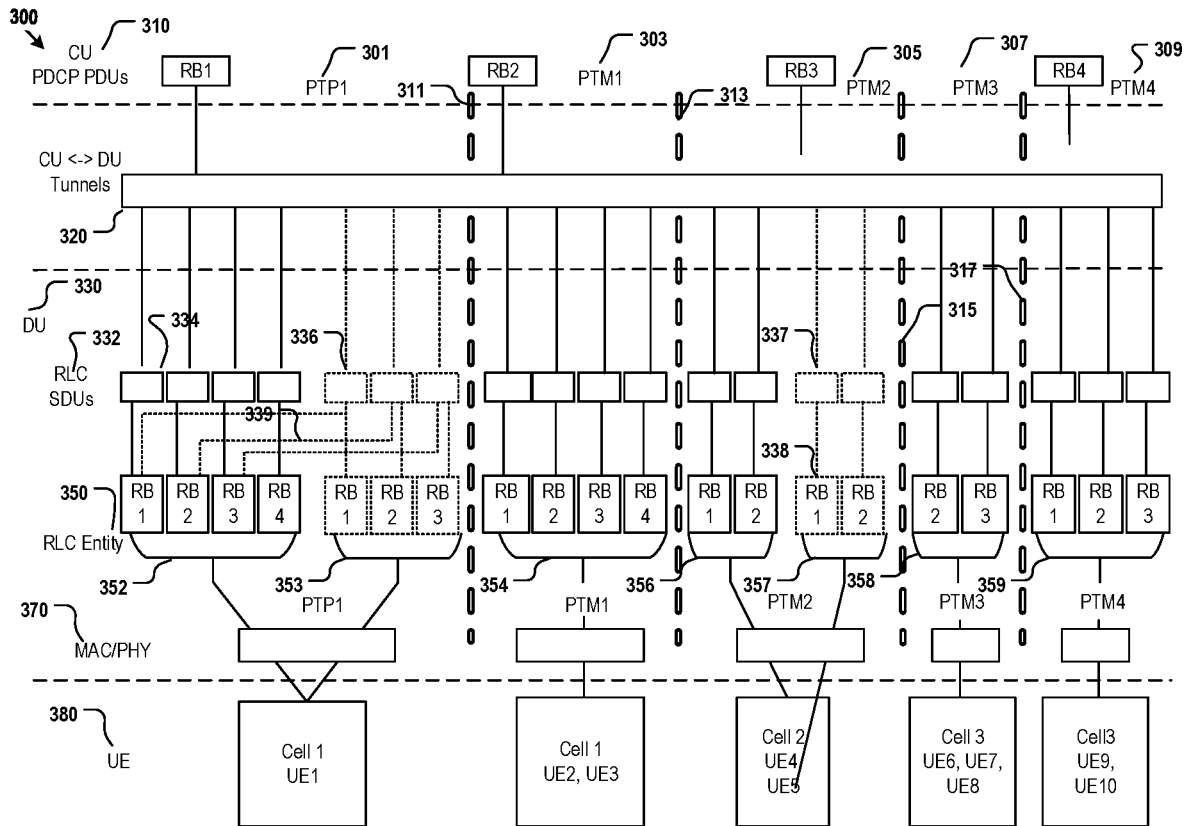 300
CU
310
PDCP PDUs
RB1
301
PTP1
311
RB2
303
PTM1
313
RB3
305
PTM2
307
PTM3
RB4
309
PTM4
CU <-> DU
Tunnels
320
330
DU
332
334
RLC
SDUs
336
339
337
338
315
317
350
RLC Entity
RB
1
RB
2
RB
3
RB
4
RB
1
RB
2
RB
3
RB
1
RB
2
RB
3
RB
4
RB
1
RB
2
RB
1
RB
2
RB
2
RB
3
RB
1
RB
2
RB
3
352
353
354
356
357
358
359
370
MAC/PHY
PTP1
PTM1
PTM2
PTM3
PTM4
380
UE
Cell 1
UE1
Cell 1
UE2, UE3
Cell 2
UE4
UE5
Cell 3
UE6, UE7,
UE8
Cell3
UE9,
UE10